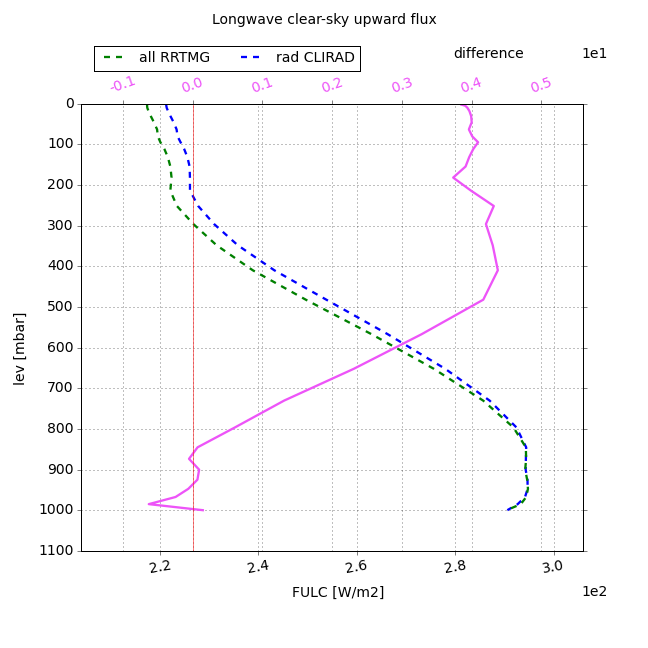 Longwave clear-sky upward flux
all RRTMG rad CLIRAD difference 1e1
-0.1 0.0 0.1 0.2 0.3 0.4 0.5
0
100
200
300
400
500
600
700
800
900
1000
1100
lev [mbar]
2.2 2.4 2.6 2.8 3.0
FULC [W/m2] 1e2